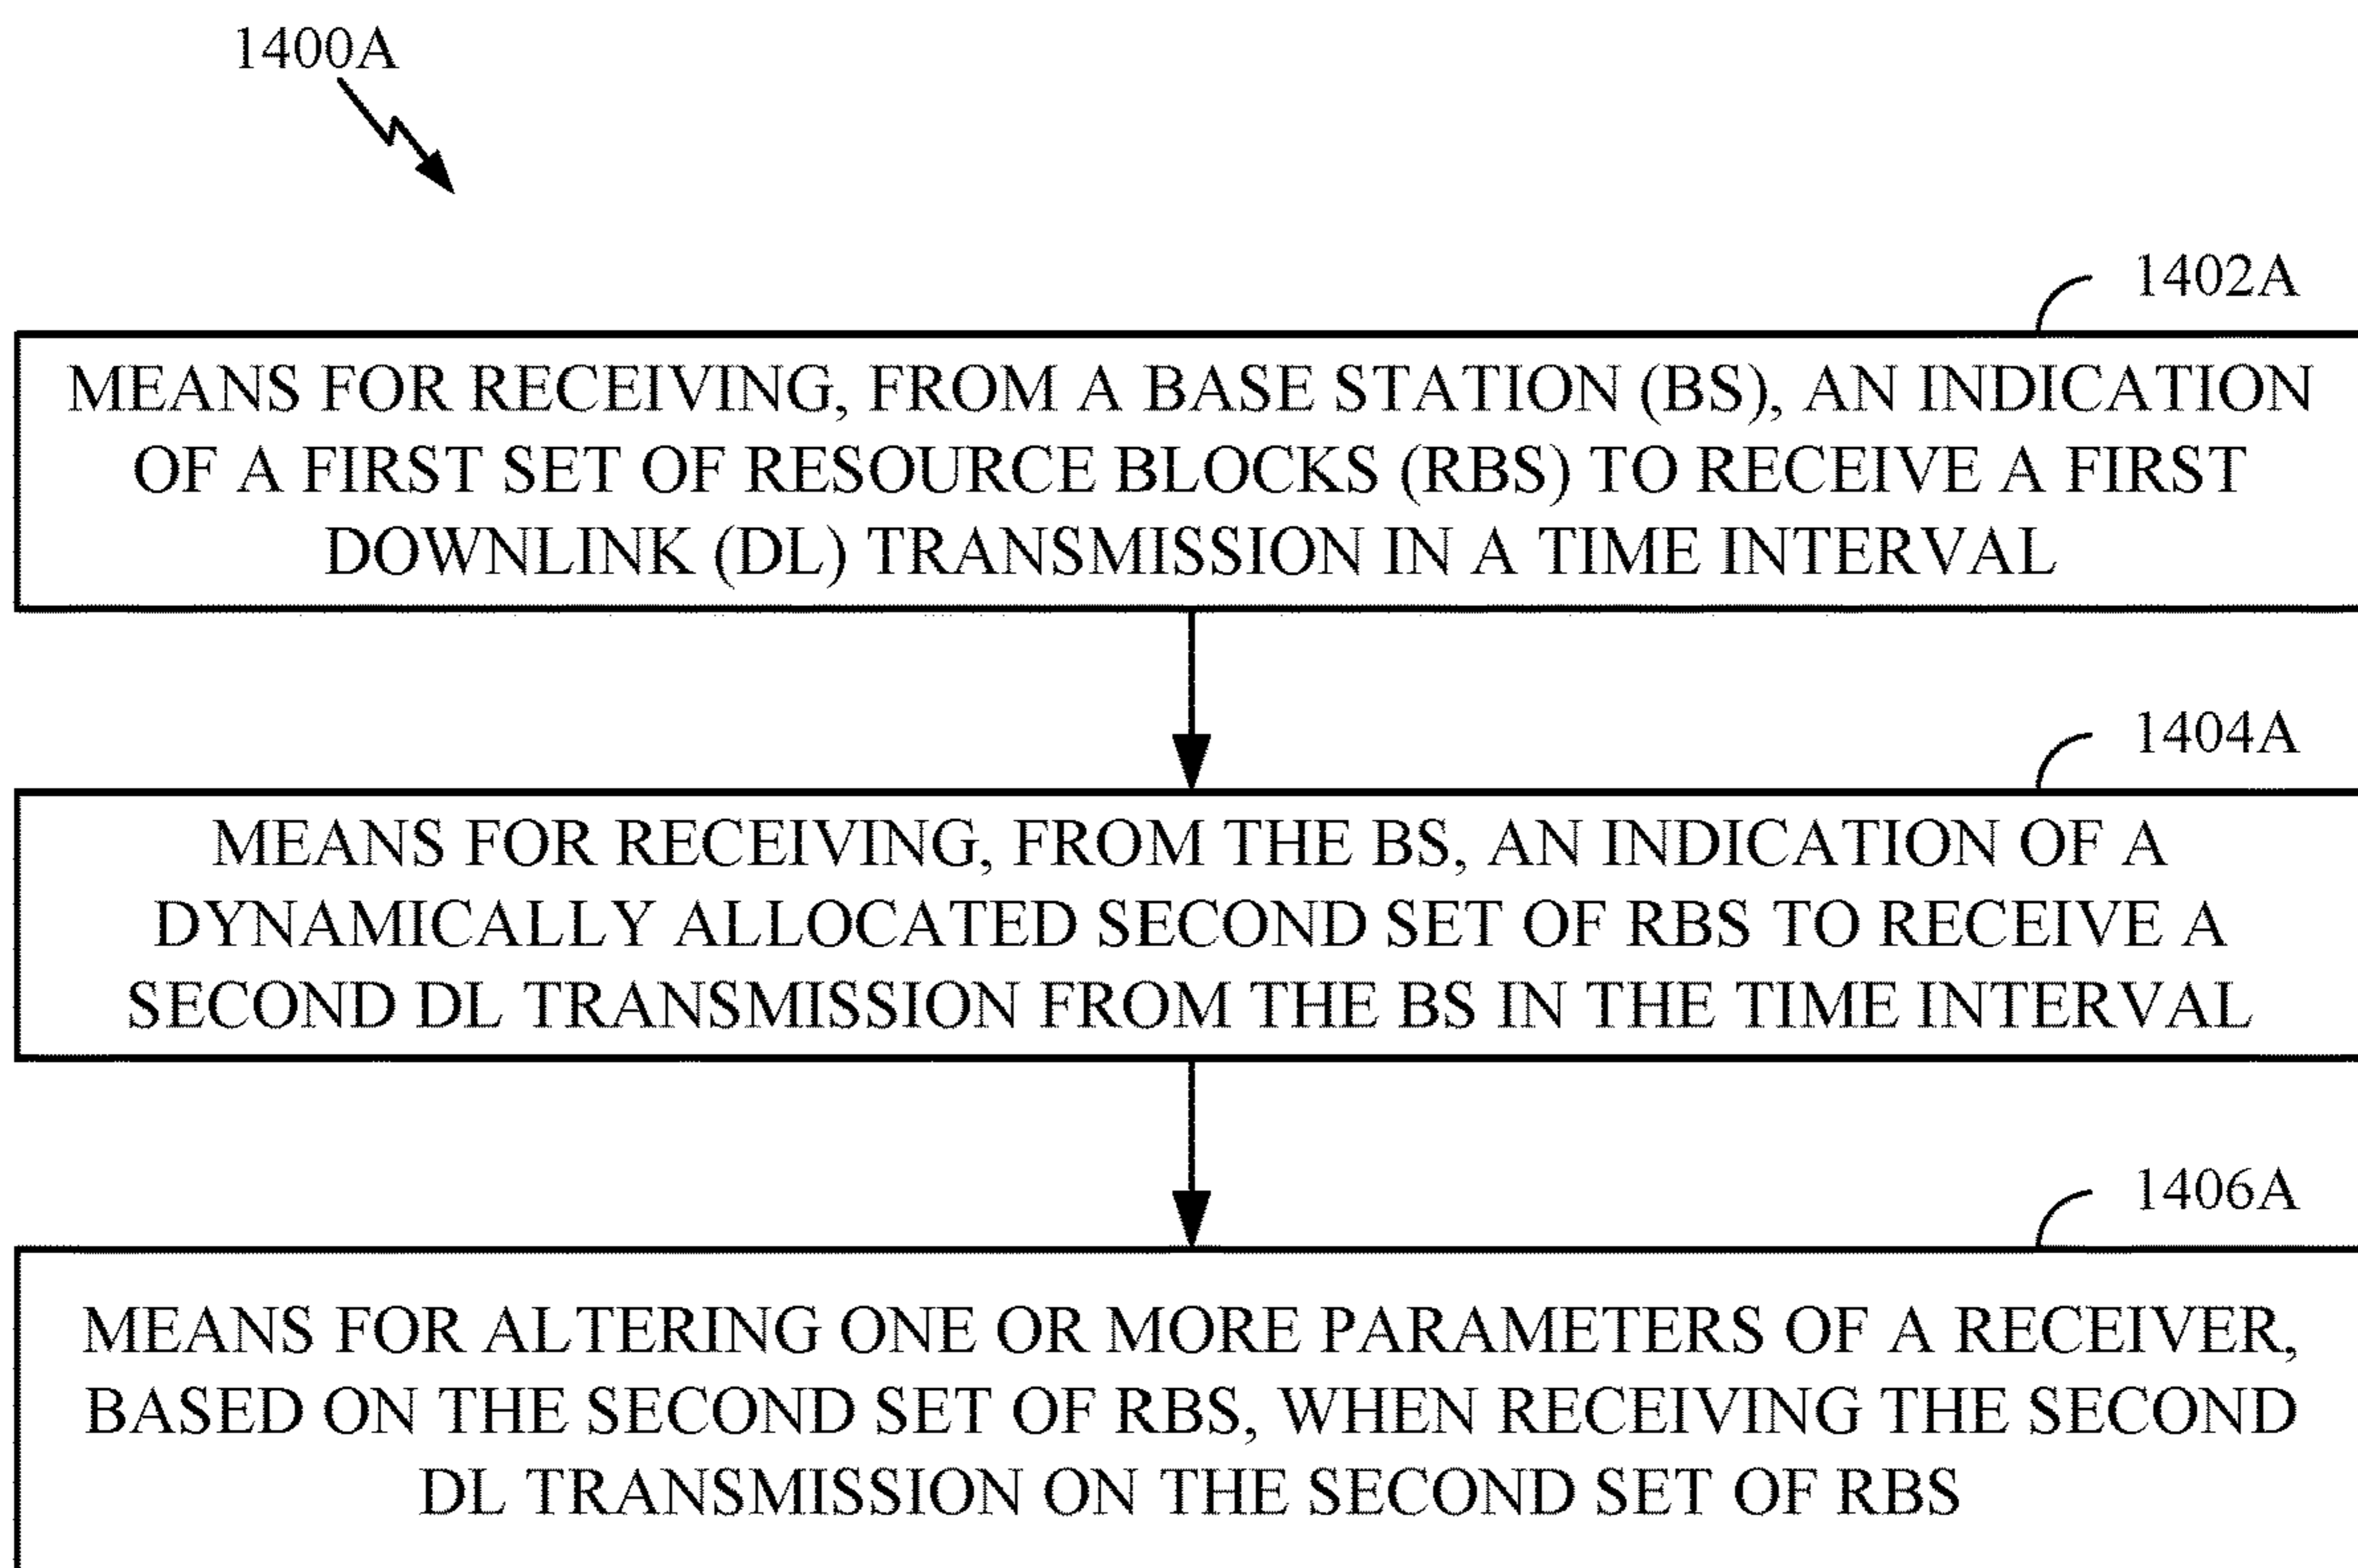 1400A
1402A
MEANS FOR RECEIVING, FROM A BASE STATION (BS), AN INDICATION
OF A FIRST SET OF RESOURCE BLOCKS (RBS) TO RECEIVE A FIRST
DOWNLINK (DL) TRANSMISSION IN A TIME INTERVAL
1404A
MEANS FOR RECEIVING, FROM THE BS, AN INDICATION OF A
DYNAMICALLY ALLOCATED SECOND SET OF RBS TO RECEIVE A
SECOND DL TRANSMISSION FROM THE BS IN THE TIME INTERVAL
1406A
MEANS FOR ALTERING ONE OR MORE PARAMETERS OF A RECEIVER,
BASED ON THE SECOND SET OF RBS, WHEN RECEIVING THE SECOND
DL TRANSMISSION ON THE SECOND SET OF RBS